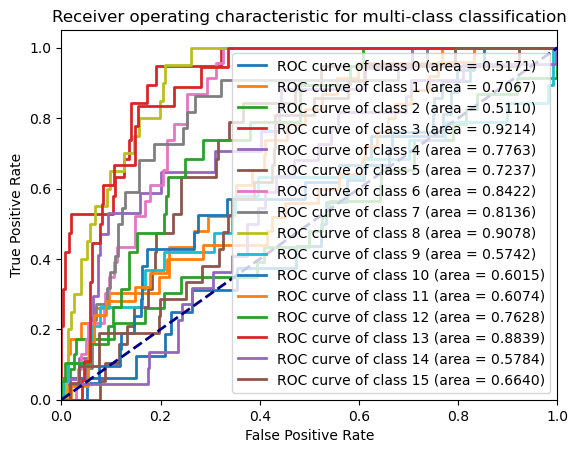 Receiver operating characteristic for multi-class classification
True Positive Rate
1.0
0.8
0.6
0.4
0.2
0.0
ROC curve of class 0 (area = 0.5171)
ROC curve of class 1 (area = 0.7067)
ROC curve of class 2 (area = 0.5110)
ROC curve of class 3 (area = 0.9214)
ROC curve of class 4 (area = 0.7763)
ROC curve of class 5 (area = 0.7237)
ROC curve of class 6 (area = 0.8422)
ROC curve of class 7 (area = 0.8136)
ROC curve of class 8 (area = 0.9078)
ROC curve of class 9 (area = 0.5742)
ROC curve of class 10 (area = 0.6015)
ROC curve of class 11 (area = 0.6074)
ROC curve of class 12 (area = 0.7628)
ROC curve of class 13 (area = 0.8839)
ROC curve of class 14 (area = 0.5784)
ROC curve of class 15 (area = 0.6640)
0.0 0.2 0.4 0.6 0.8 1.0
False Positive Rate